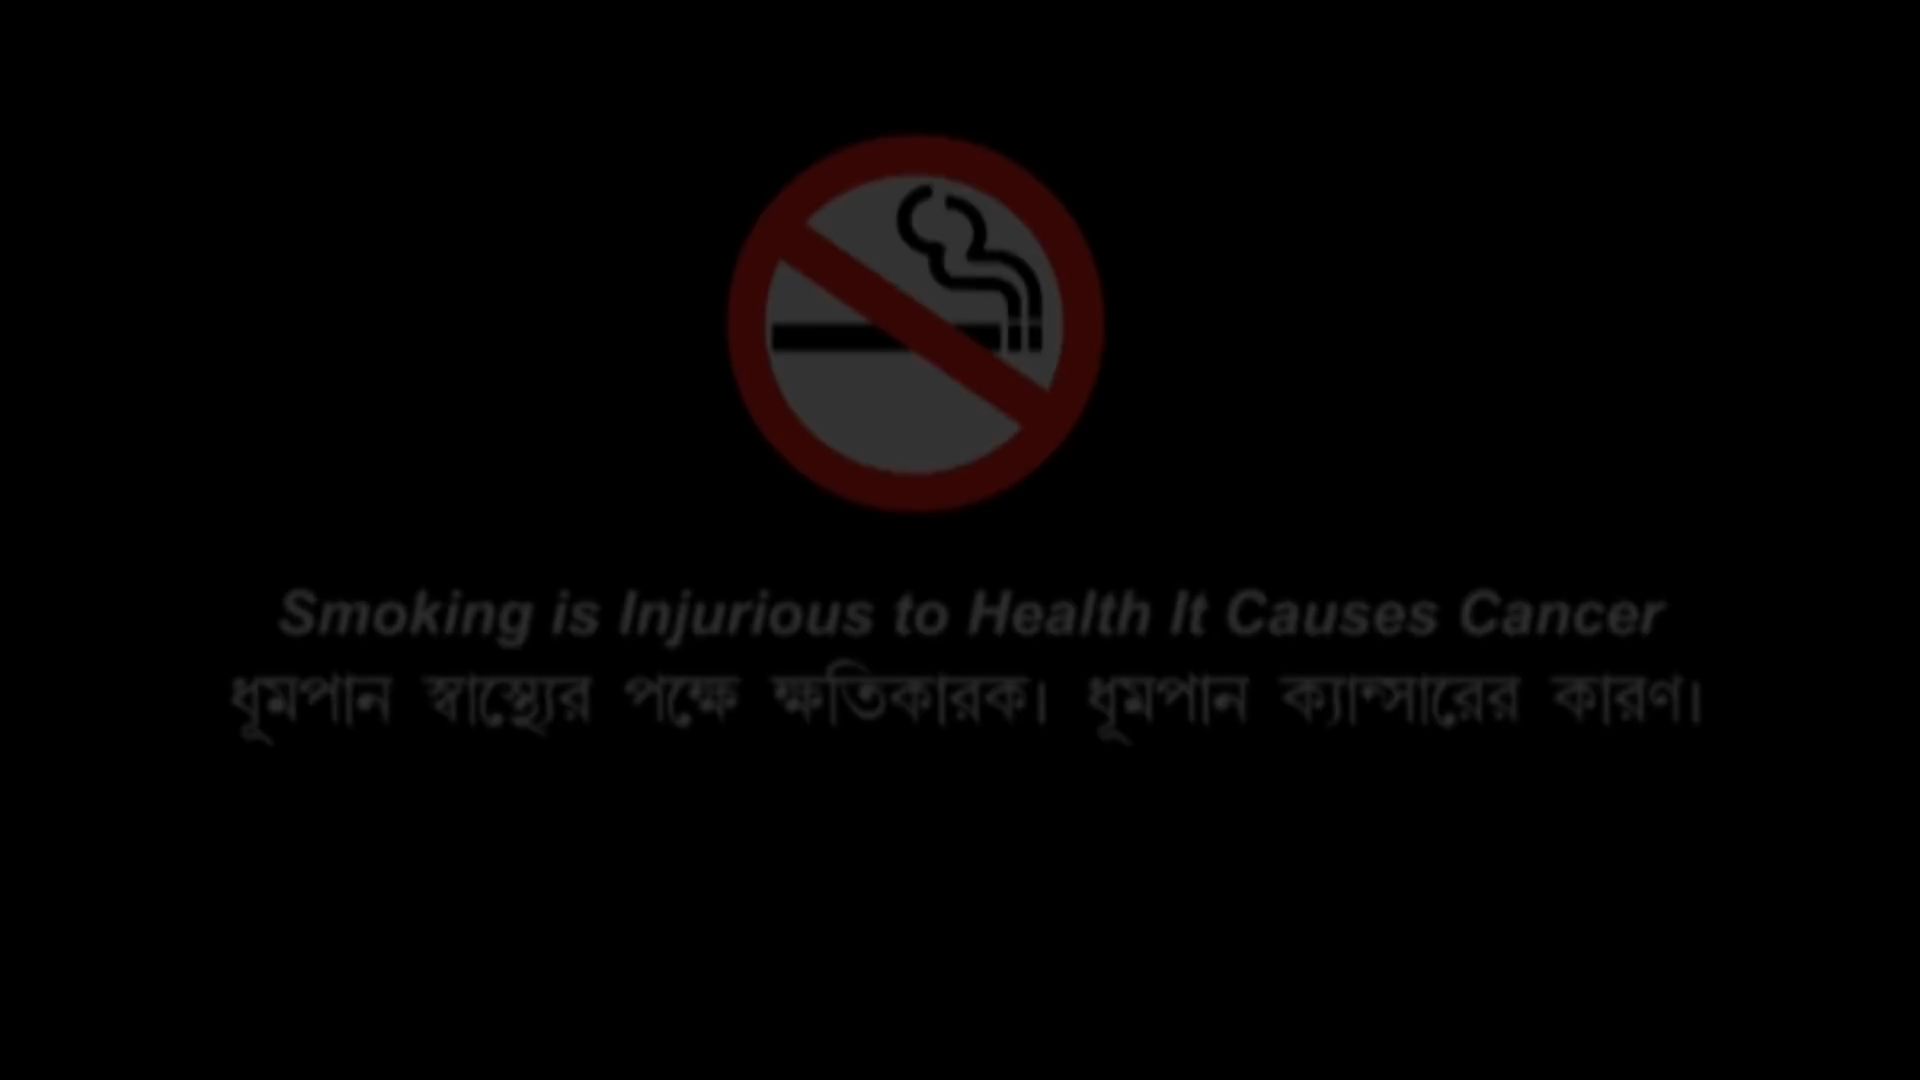 Smoking is Injurious to Health It Causes Cancer
ধূমপান স্বাস্থ্যের পক্ষে ক্ষতিকারক। ধূমপান ক্যান্সারের কারণ।